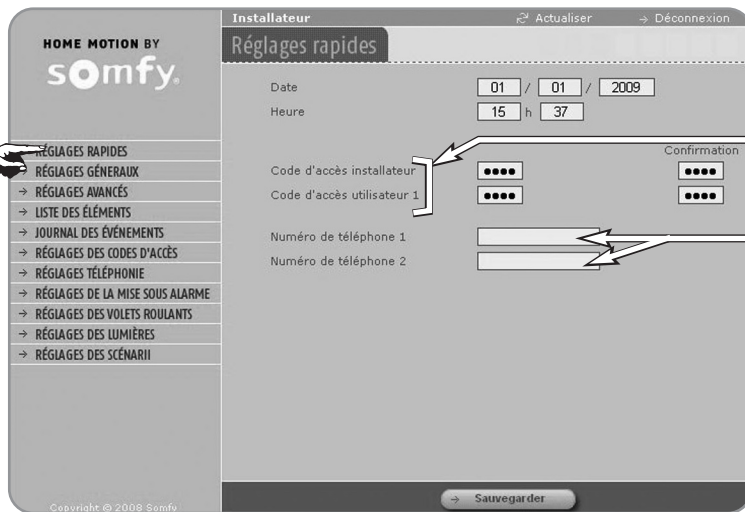 Installateur
Actualiser
→ Déconnexion
HOME MOTION BY
somfy.
Réglages rapides
Date 01 / 01 / 2009
Heure 15 h 37
Confirmation
Code d'accès installateur
Code d'accès utilisateur 1
Numéro de téléphone 1
Numéro de téléphone 2
RÉGLAGES RAPIDES
RÉGLAGES GÉNERAUX
→ RÉGLAGES AVANCÉS
→ LISTE DES ÉLÉMENTS
→ JOURNAL DES ÉVÉNEMENTS
→ RÉGLAGES DES CODES D'ACCÈS
→ RÉGLAGES TÉLÉPHONIE
→ RÉGLAGES DE LA MISE SOUS ALARME
→ RÉGLAGES DES VOLETS ROULANTS
→ RÉGLAGES DES LUMIÈRES
→ RÉGLAGES DES SCÉNARII
→ Sauvegarder
Copyright © 2008 Somfy